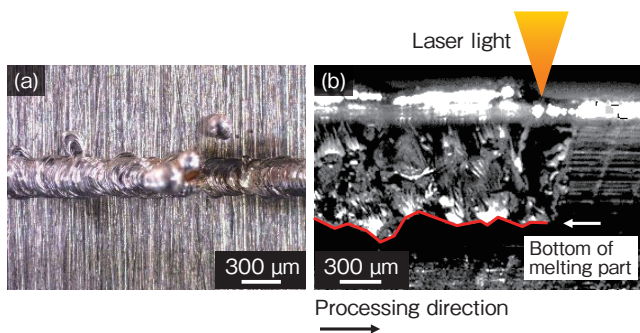 Laser light
(a)
(b)
300 µm
300 µm
Bottom of
melting part
Processing direction